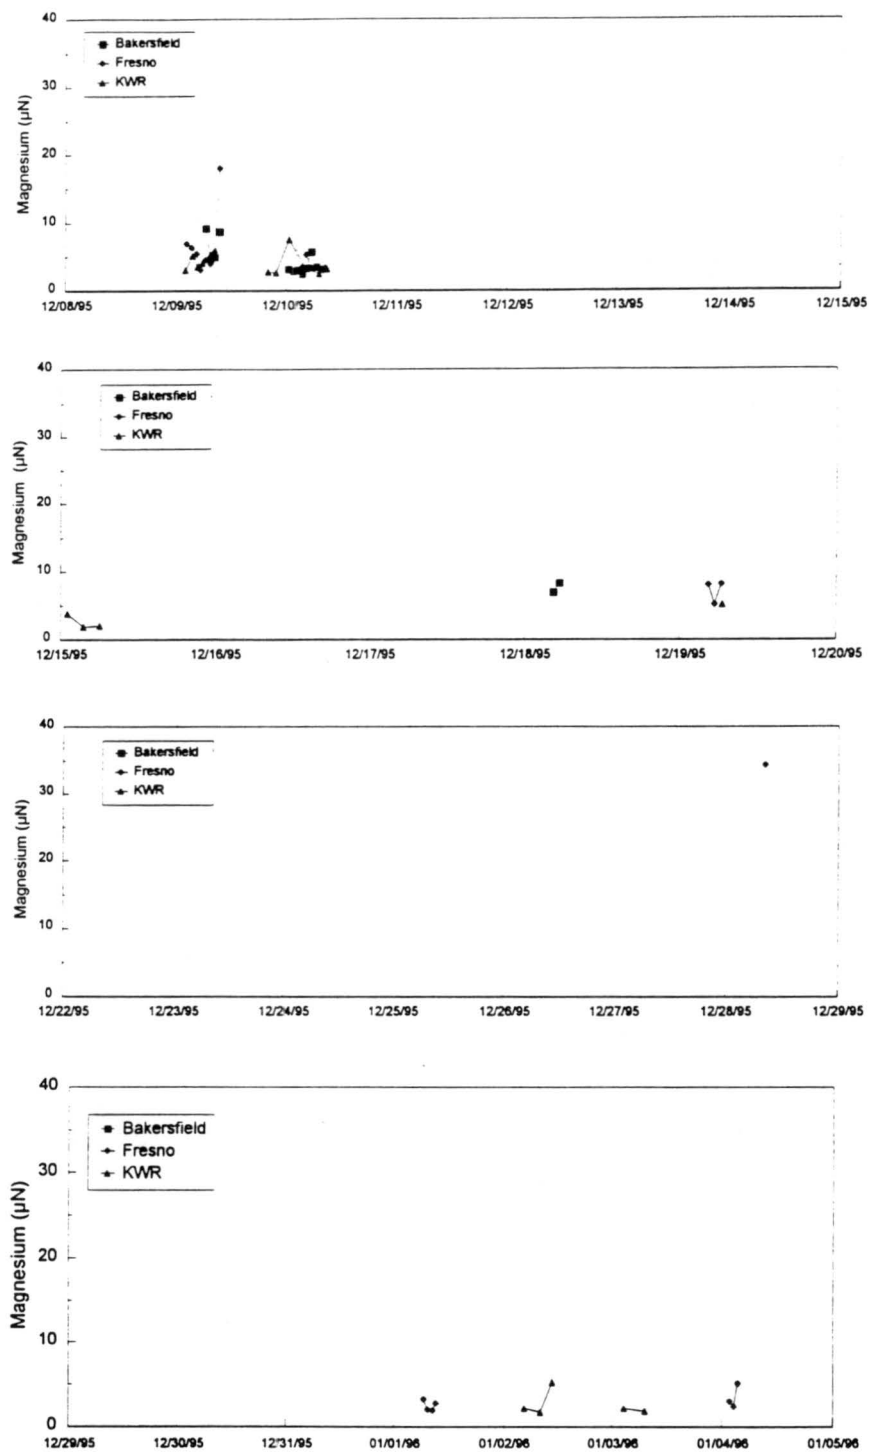 40
Bakersfield
Fresno
KWR
30
20
10
0
Magnesium (µN)
12/08/95 12/09/95 12/10/95 12/11/95 12/12/95 12/13/95 12/14/95 12/15/95
40
Bakersfield
Fresno
KWR
30
20
10
0
Magnesium (µN)
12/15/95 12/16/95 12/17/95 12/18/95 12/19/95 12/20/95
40
Bakersfield
Fresno
KWR
30
20
10
0
Magnesium (µN)
12/22/95 12/23/95 12/24/95 12/25/95 12/26/95 12/27/95 12/28/95 12/29/95
40
Bakersfield
Fresno
KWR
30
20
10
0
Magnesium (µN)
12/29/95 12/30/95 12/31/95 01/01/96 01/02/96 01/03/96 01/04/96 01/05/96